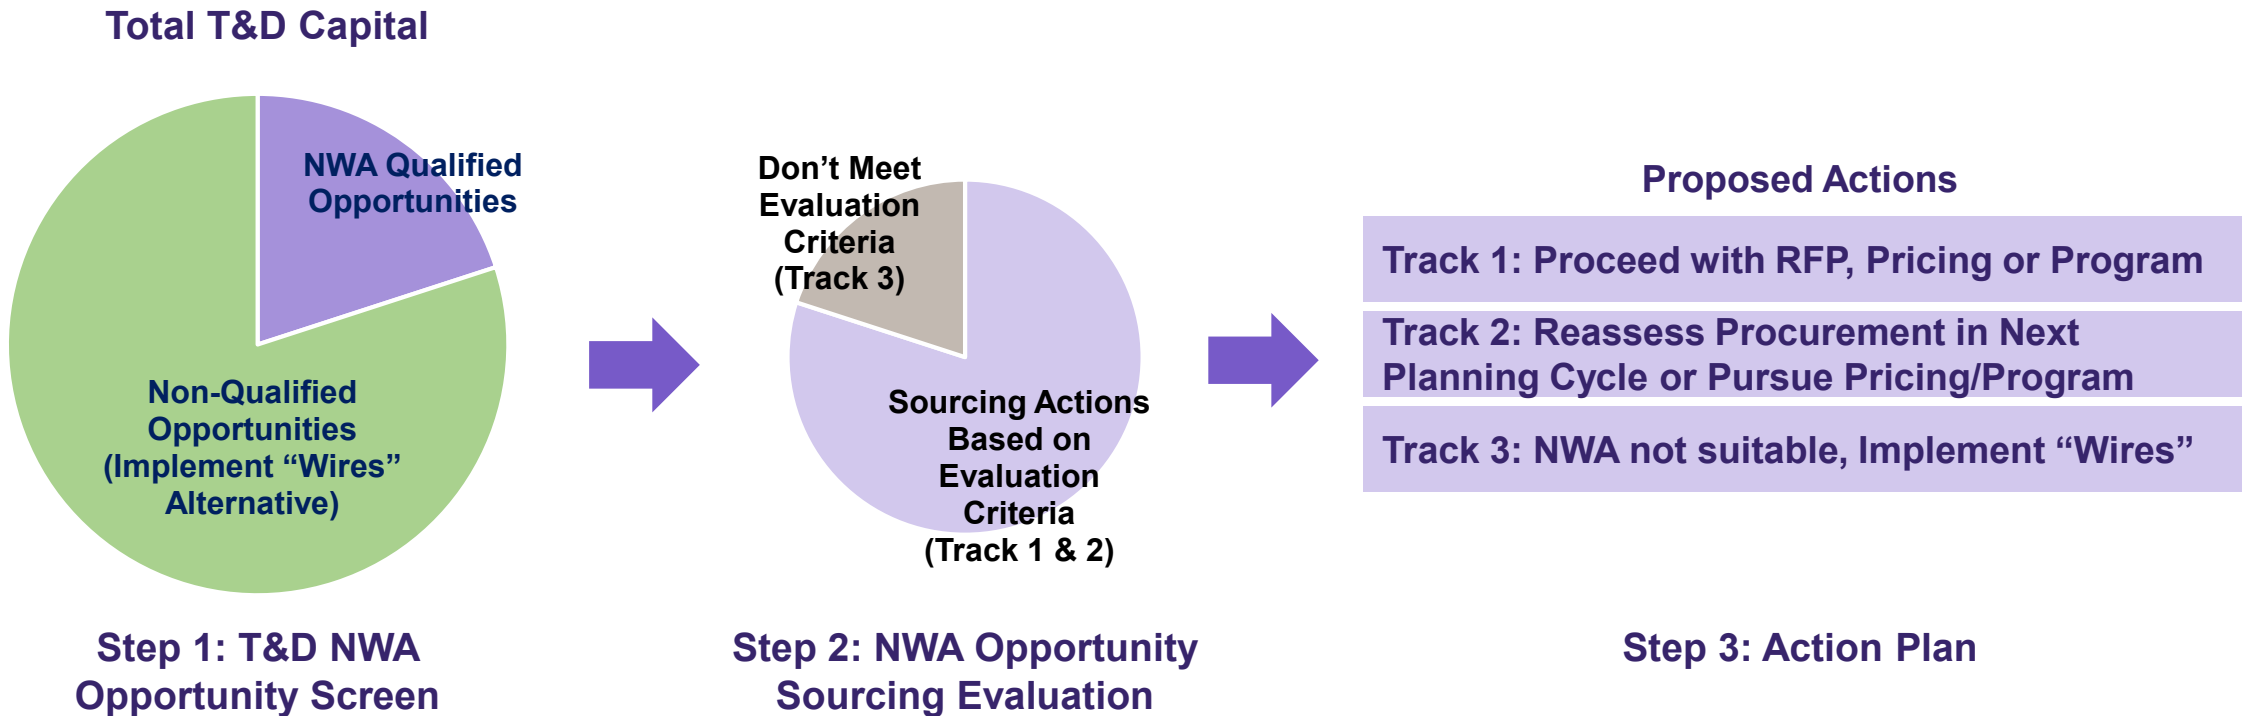 Total T&D Capital
NWA Qualified
Opportunities
Non-Qualified
Opportunities
(Implement “Wires”
Alternative)
Step 1: T&D NWA
Opportunity Screen
Don’t Meet
Evaluation
Criteria
(Track 3)
Sourcing Actions
Based on
Evaluation
Criteria
(Track 1 & 2)
Step 2: NWA Opportunity
Sourcing Evaluation
Proposed Actions
Track 1: Proceed with RFP, Pricing or Program
Track 2: Reassess Procurement in Next
Planning Cycle or Pursue Pricing/Program
Track 3: NWA not suitable, Implement “Wires”
Step 3: Action Plan